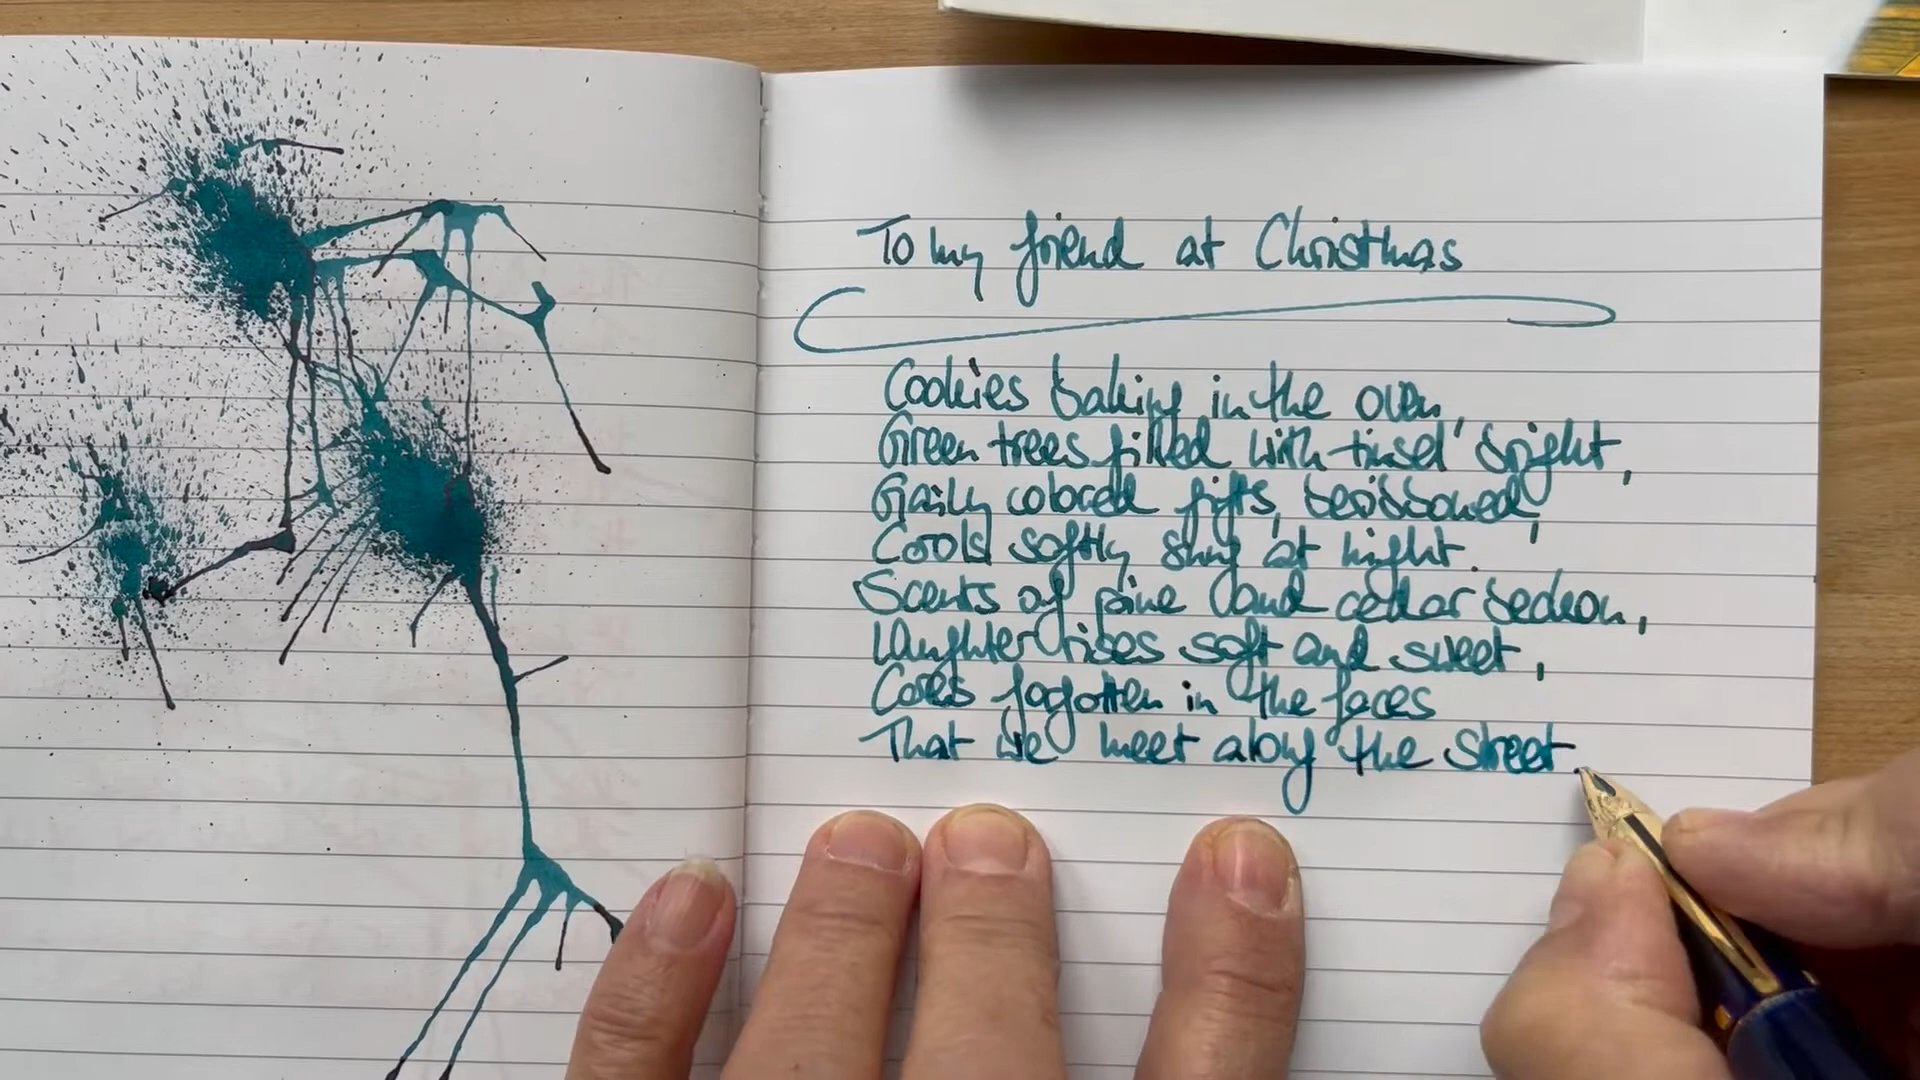 To my friend at Christmas
Cookies baking in the oven,
Green trees filled with tinsel bright,
Gaily colored gifts, beribboned,
Carols softly sung at night.
Scents of pine and cedar beckon,
Laughter rises soft and sweet,
Cares forgotten in the faces
That we meet along the street.